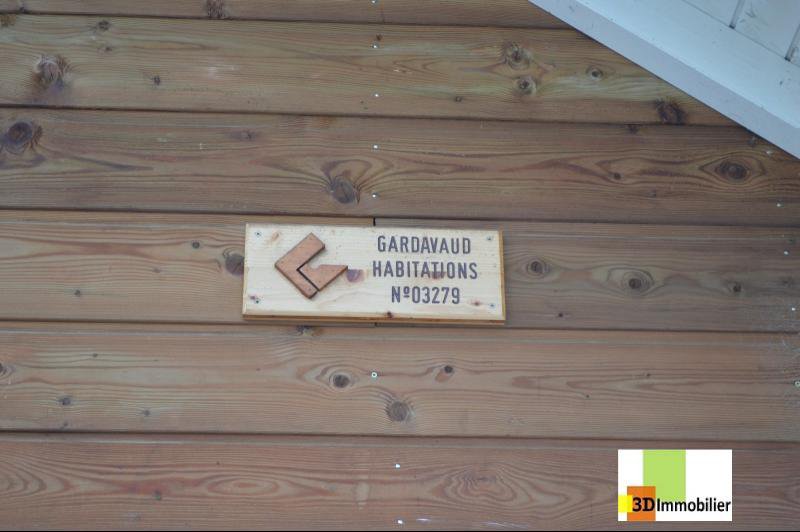 GARDAVAUD
HABITATIONS
Nº03279
3DImmobilier